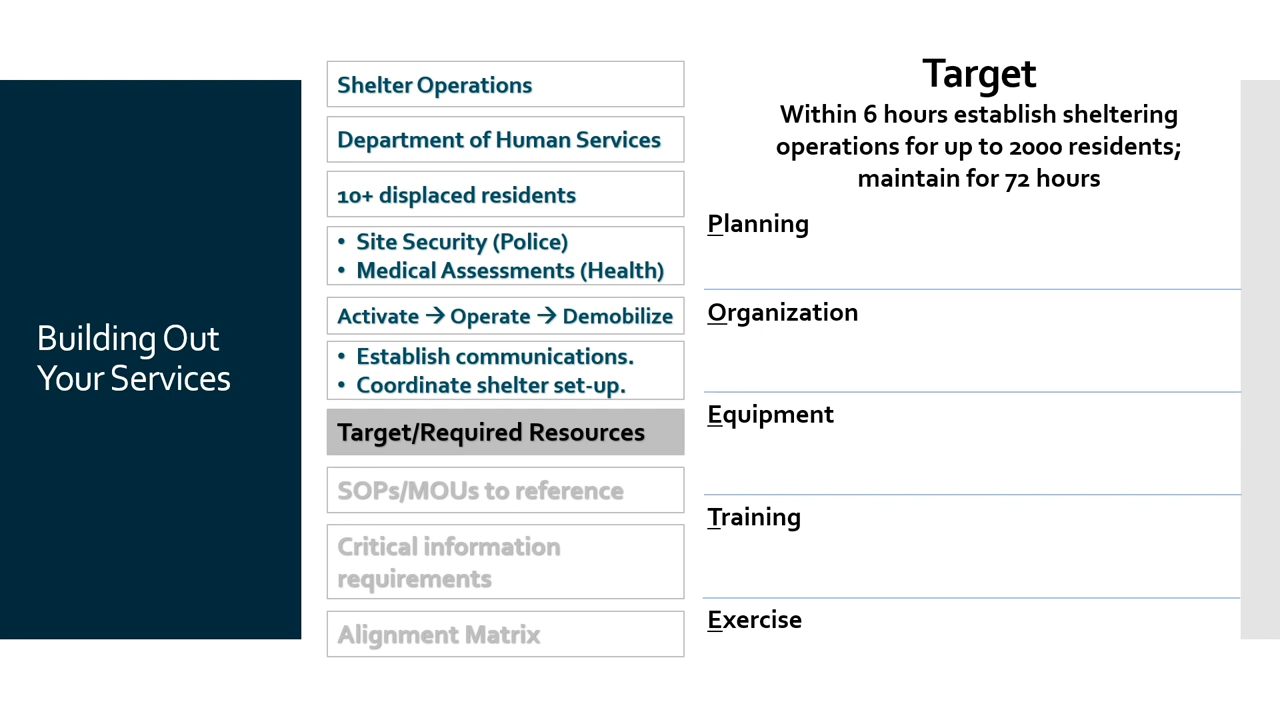 Building Out
Your Services
Shelter Operations
Department of Human Services
10+ displaced residents
• Site Security (Police)
• Medical Assessments (Health)
Activate → Operate → Demobilize
• Establish communications.
• Coordinate shelter set-up.
Target/Required Resources
SOPs/MOUs to reference
Critical information
requirements
Alignment Matrix
Target
Within 6 hours establish sheltering
operations for up to 2000 residents;
maintain for 72 hours
Planning
Organization
Equipment
Training
Exercise